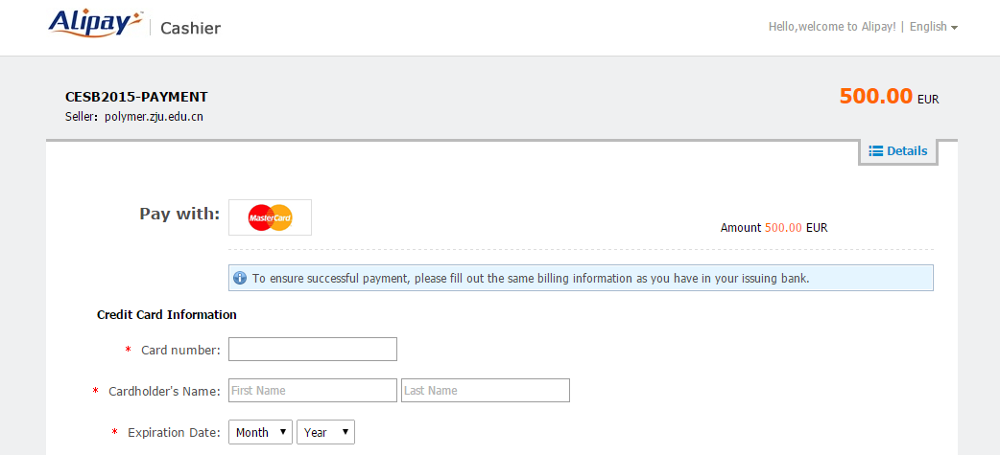 Alipay Cashier Hello,welcome to Alipay! | English
CESB2015-PAYMENT 500.00 EUR
Seller: polymer.zju.edu.cn
Details
Pay with: MasterCard
Amount 500.00 EUR
To ensure successful payment, please fill out the same billing information as you have in your issuing bank.
Credit Card Information
* Card number:
* Cardholder's Name: First Name Last Name
* Expiration Date: Month Year